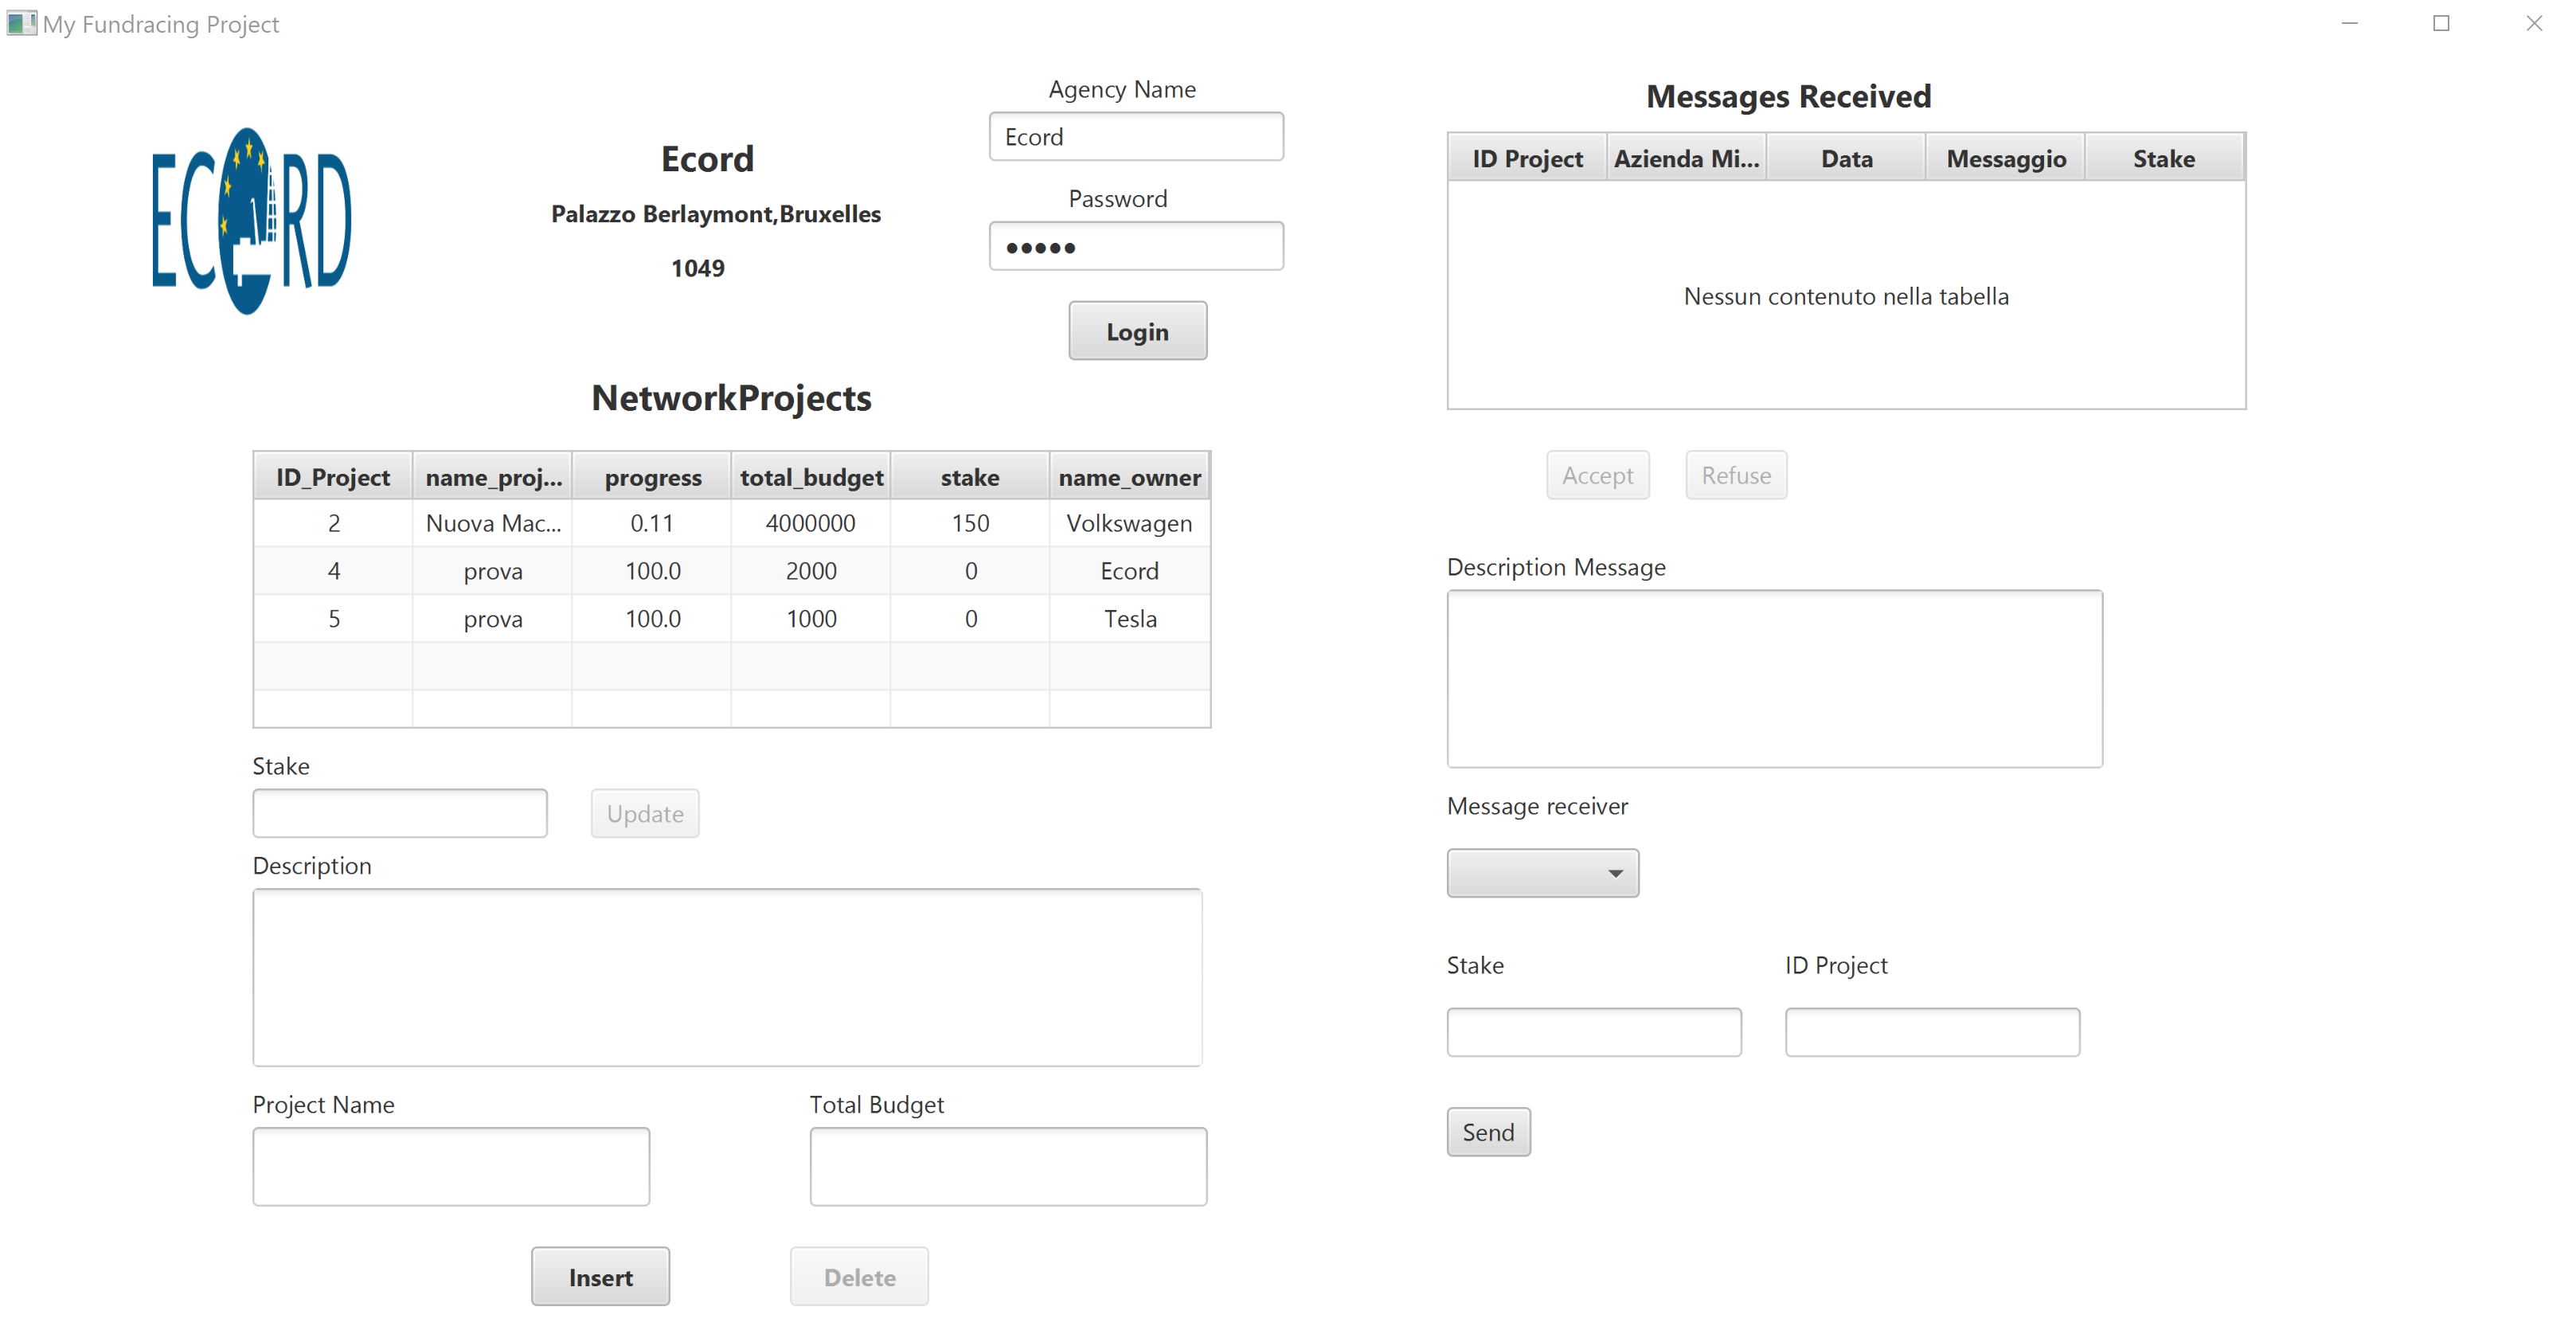 My Fundracing Project
ECORD
Ecord
Palazzo Berlaymont,Bruxelles
1049
Agency Name
Ecord
Password
●●●●●
Login
NetworkProjects
ID_Project name_proj... progress total_budget stake name_owner
2 Nuova Mac... 0.11 4000000 150 Volkswagen
4 prova 100.0 2000 0 Ecord
5 prova 100.0 1000 0 Tesla
Stake
Update
Description
Project Name Total Budget
Insert Delete
Messages Received
ID Project Azienda Mi... Data Messaggio Stake
Nessun contenuto nella tabella
Accept Refuse
Description Message
Message receiver
Stake ID Project
Send